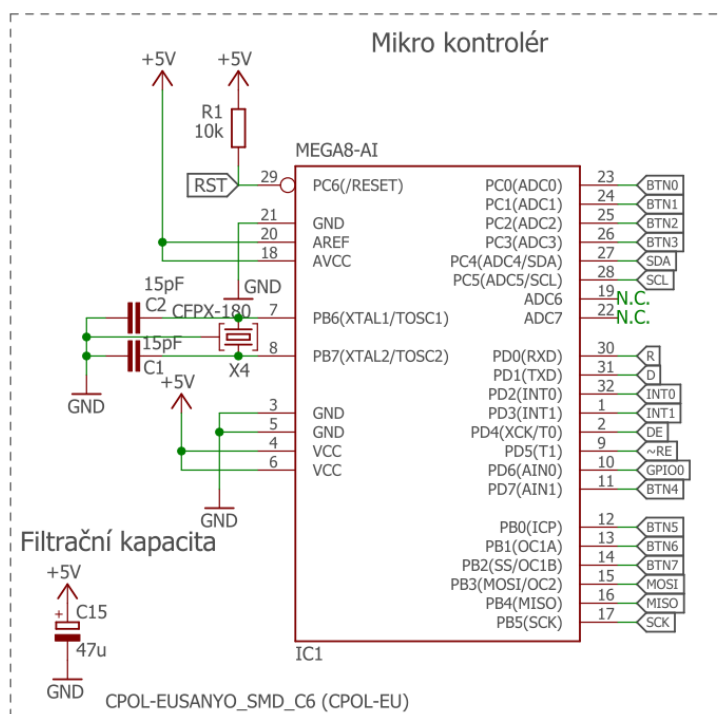 Mikro kontrolér
+5V
+5V
R1
10k
MEGA8-AI
RST
29
PC6(/RESET)
21
GND
20
AREF
18
AVCC
GND
15pF
C2
CFPX-180
7
PB6(XTAL1/TOSC1)
15pF
C1
8
PB7(XTAL2/TOSC2)
X4
GND
+5V
3
GND
5
GND
4
VCC
6
VCC
GND
PC0(ADC0) 23 BTN0
PC1(ADC1) 24 BTN1
PC2(ADC2) 25 BTN2
PC3(ADC3) 26 BTN3
PC4(ADC4/SDA) 27 SDA
PC5(ADC5/SCL) 28 SCL
ADC6 19 N.C.
ADC7 22 N.C.
PD0(RXD) 30 R
PD1(TXD) 31 D
PD2(INT0) 32 INT0
PD3(INT1) 1 INT1
PD4(XCK/T0) 2 DE
PD5(T1) 9 ~RE
PD6(AIN0) 10 GPIO0
PD7(AIN1) 11 BTN4
PB0(ICP) 12 BTN5
PB1(OC1A) 13 BTN6
PB2(SS/OC1B) 14 BTN7
PB3(MOSI/OC2) 15 MOSI
PB4(MISO) 16 MISO
PB5(SCK) 17 SCK
IC1
Filtrační kapacita
+5V
+
C15
47u
GND
CPOL-EUSANYO_SMD_C6 (CPOL-EU)